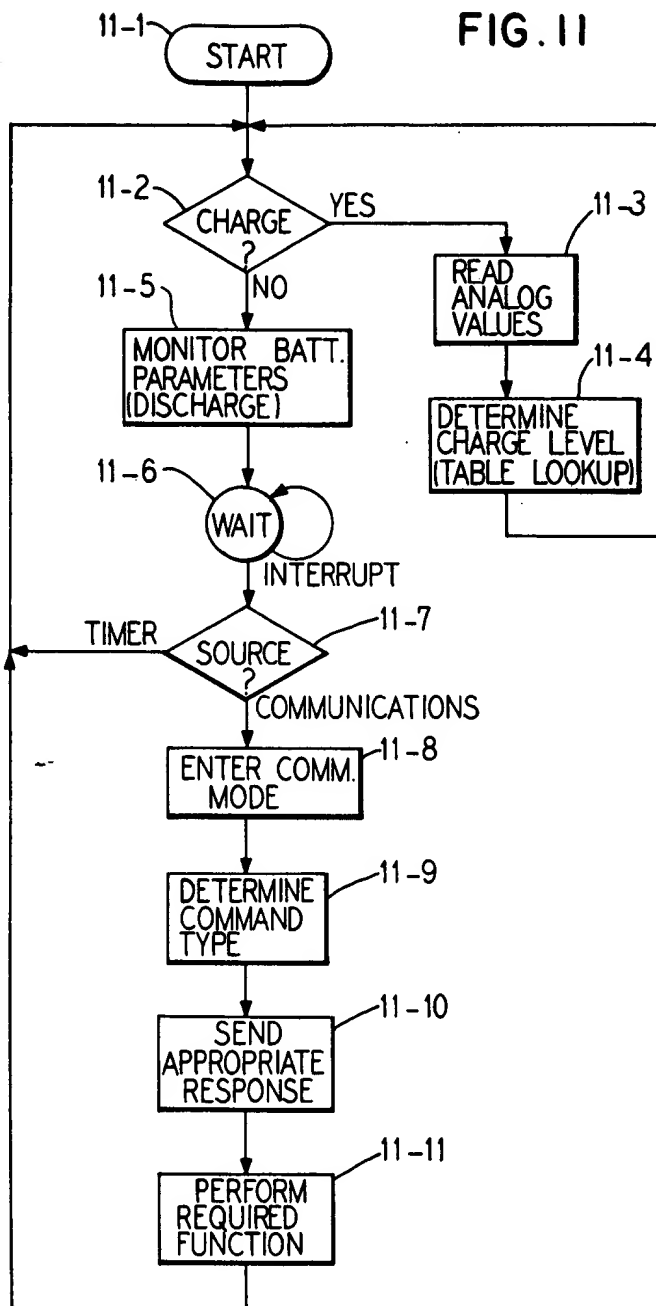 FIG. 11
11-1
START
11-2
CHARGE
?
YES
NO
11-3
READ
ANALOG
VALUES
11-4
DETERMINE
CHARGE LEVEL
(TABLE LOOKUP)
11-5
MONITOR BATT.
PARAMETERS
(DISCHARGE)
11-6
WAIT
INTERRUPT
11-7
SOURCE
?
TIMER
COMMUNICATIONS
11-8
ENTER COMM.
MODE
11-9
DETERMINE
COMMAND
TYPE
11-10
SEND
APPROPRIATE
RESPONSE
11-11
PERFORM
REQUIRED
FUNCTION